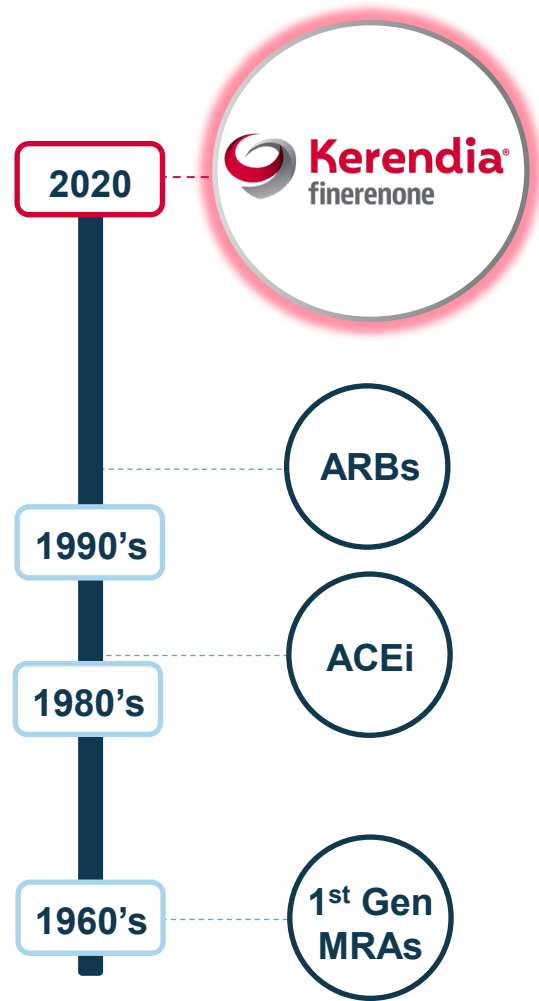 2020
Kerendia®
finerenone
ARBs
1990’s
ACEi
1980’s
1960’s
1st Gen
MRAs